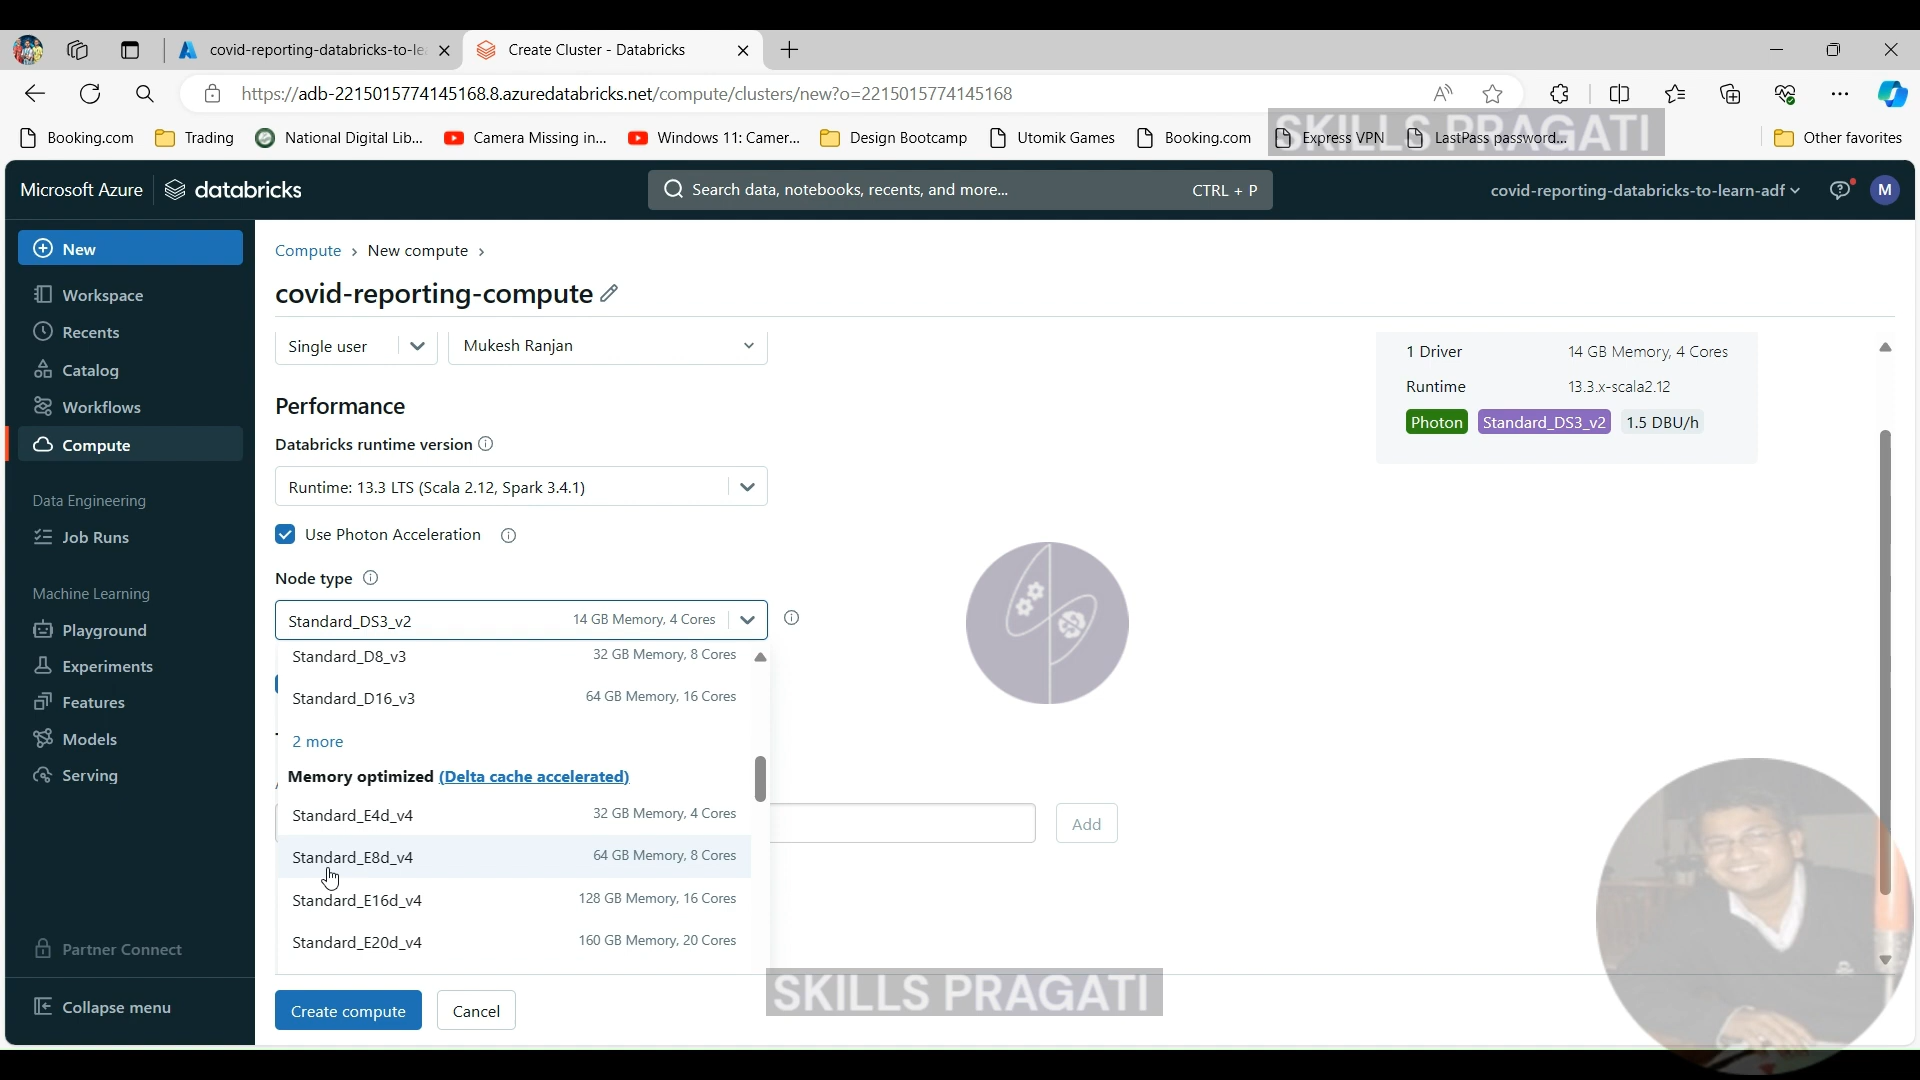 covid-reporting-databricks-to-le
Create Cluster - Databricks
https://adb-2215015774145168.8.azuredatabricks.net/compute/clusters/new?o=2215015774145168
Booking.com
Trading
National Digital Lib...
Camera Missing in...
Windows 11: Camer...
Design Bootcamp
Utomik Games
Booking.com
Express VPN
LastPass password...
Other favorites
SKILLS PRAGATI
Microsoft Azure
databricks
Search data, notebooks, recents, and more...
CTRL + P
covid-reporting-databricks-to-learn-adf
M
New
Workspace
Recents
Catalog
Workflows
Compute
Data Engineering
Job Runs
Machine Learning
Playground
Experiments
Features
Models
Serving
Partner Connect
Collapse menu
Compute › New compute ›
covid-reporting-compute
Single user
Mukesh Ranjan
Performance
Databricks runtime version
Runtime: 13.3 LTS (Scala 2.12, Spark 3.4.1)
Use Photon Acceleration
Node type
Standard_DS3_v2 14 GB Memory, 4 Cores
Standard_D8_v3 32 GB Memory, 8 Cores
Standard_D16_v3 64 GB Memory, 16 Cores
2 more
Memory optimized (Delta cache accelerated)
Standard_E4d_v4 32 GB Memory, 4 Cores
Standard_E8d_v4 64 GB Memory, 8 Cores
Standard_E16d_v4 128 GB Memory, 16 Cores
Standard_E20d_v4 160 GB Memory, 20 Cores
Add
Create compute
Cancel
1 Driver 14 GB Memory, 4 Cores
Runtime 13.3.x-scala2.12
Photon Standard_DS3_v2 1.5 DBU/h
SKILLS PRAGATI